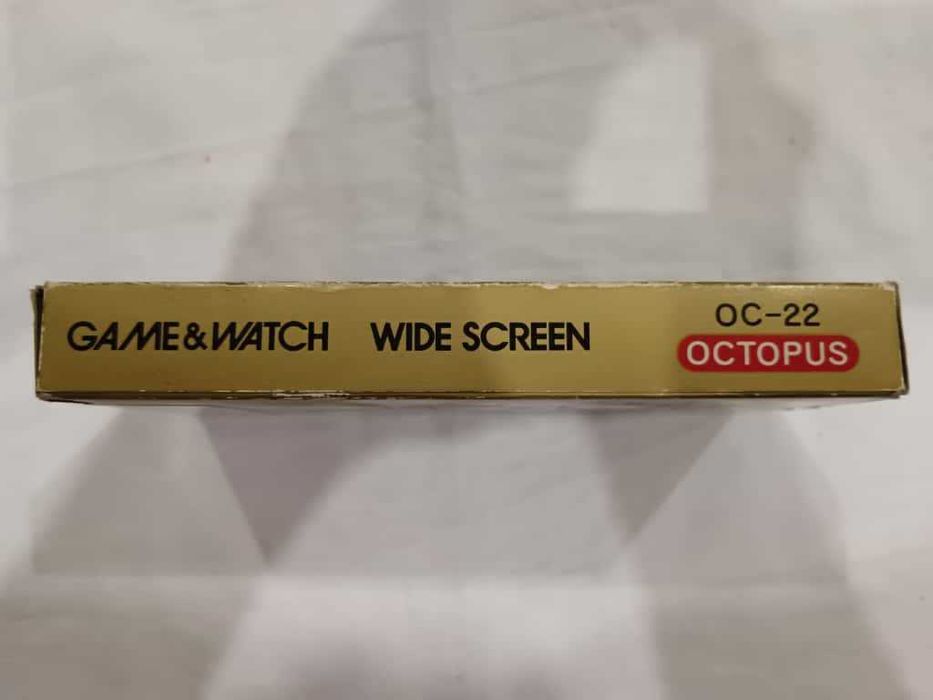 GAME&WATCH WIDE SCREEN
OC-22
OCTOPUS